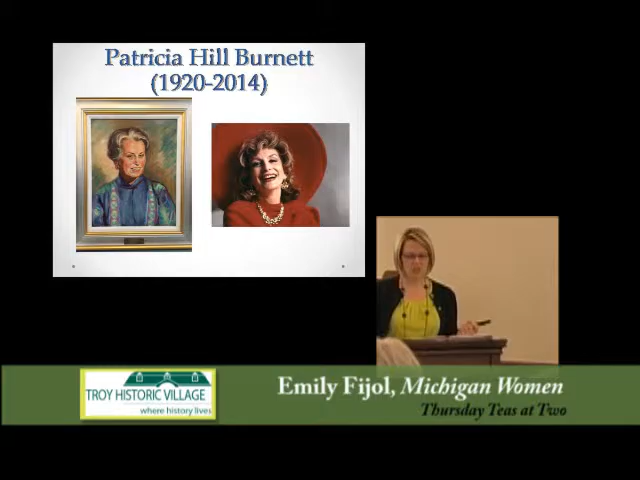 Patricia Hill Burnett
(1920-2014)
TROY HISTORIC VILLAGE
where history lives
Emily Fijol, Michigan Women
Thursday Teas at Two